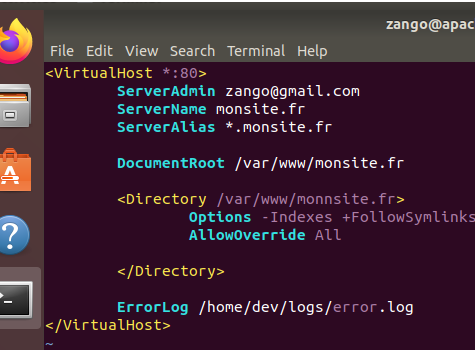 zango@apac
File Edit View Search Terminal Help
<VirtualHost *:80>
ServerAdmin zango@gmail.com
ServerName monsite.fr
ServerAlias *.monsite.fr
DocumentRoot /var/www/monsite.fr
<Directory /var/www/monnsite.fr>
Options -Indexes +FollowSymlinks
AllowOverride All
</Directory>
ErrorLog /home/dev/logs/error.log
</VirtualHost>
~